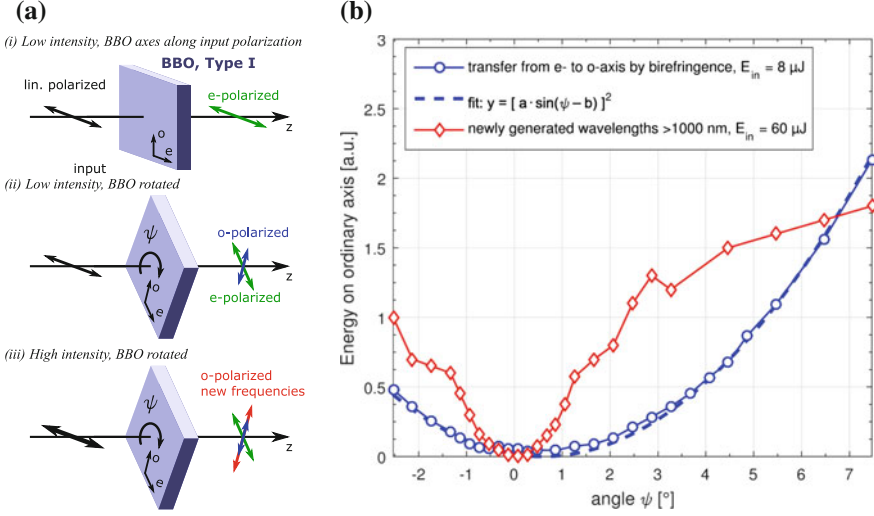 (a)
(i) Low intensity, BBO axes along input polarization
BBO, Type I
lin. polarized
e-polarized
z
o
e
input
(ii) Low intensity, BBO rotated
ψ
o-polarized
z
o
e
e-polarized
(iii) High intensity, BBO rotated
ψ
o-polarized
new frequencies
z
o
e
(b)
3
2.5
2
1.5
1
0.5
0
Energy on ordinary axis [a.u.]
transfer from e- to o-axis by birefringence, E_in = 8 μJ
fit: y = [ a · sin(ψ − b) ]²
newly generated wavelengths >1000 nm, E_in = 60 μJ
-2 -1 0 1 2 3 4 5 6 7
angle ψ [°]